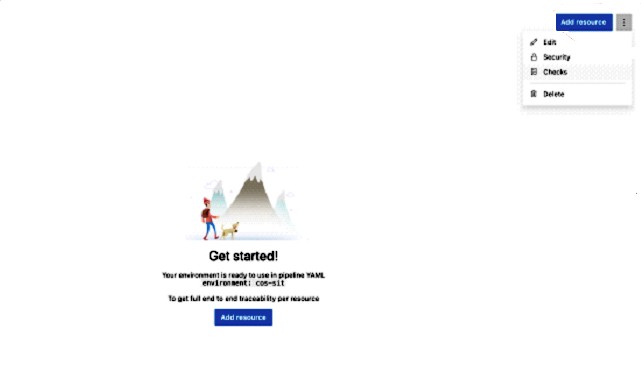 Add resource
Edit
Security
Checks
Delete
Get started!
Your environment is ready to use in pipeline YAML
environment: cos-sit
To get full end to end traceability per resource
Add resource